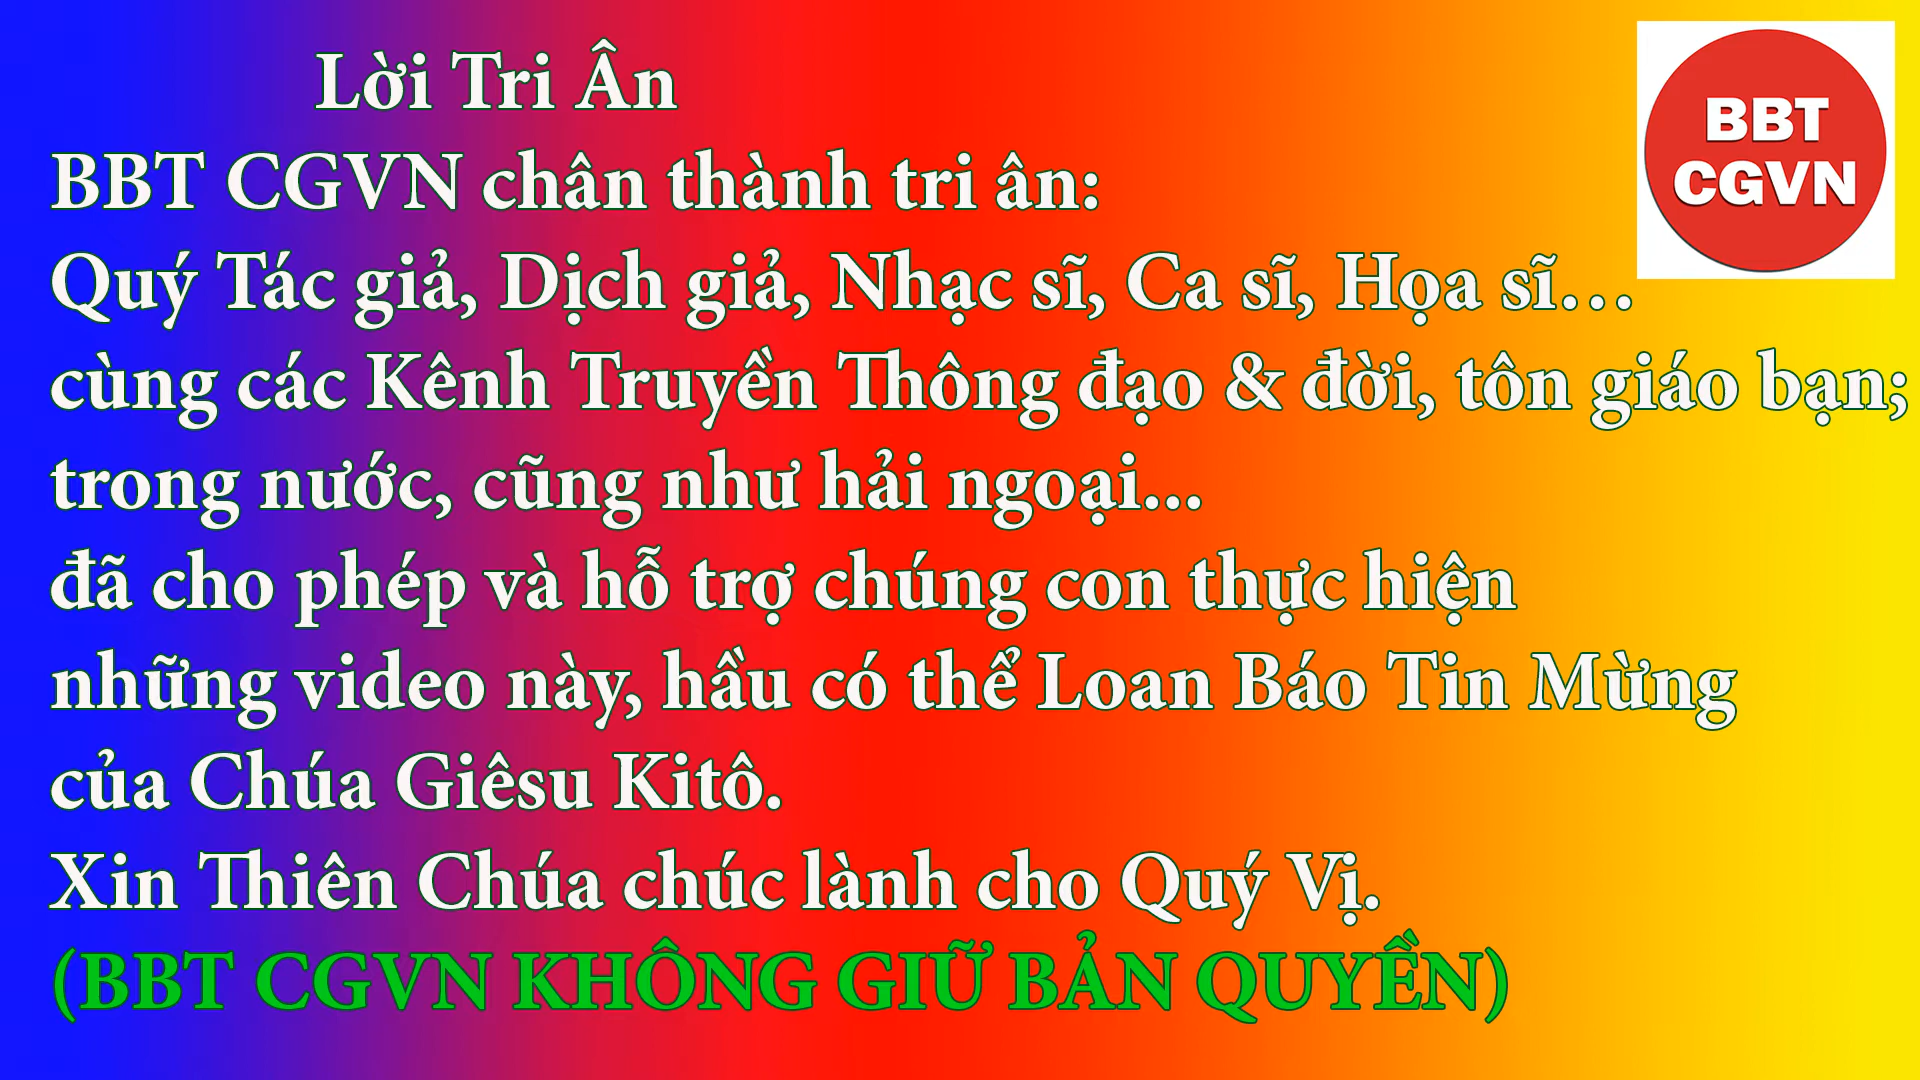 Lời Tri Ân
BBT CGVN chân thành tri ân:
Quý Tác giả, Dịch giả, Nhạc sĩ, Ca sĩ, Họa sĩ…
cùng các Kênh Truyền Thông đạo & đời, tôn giáo bạn;
trong nước, cũng như hải ngoại...
đã cho phép và hỗ trợ chúng con thực hiện
những video này, hầu có thể Loan Báo Tin Mừng
của Chúa Giêsu Kitô.
Xin Thiên Chúa chúc lành cho Quý Vị.
(BBT CGVN KHÔNG GIỮ BẢN QUYỀN)
BBT
CGVN